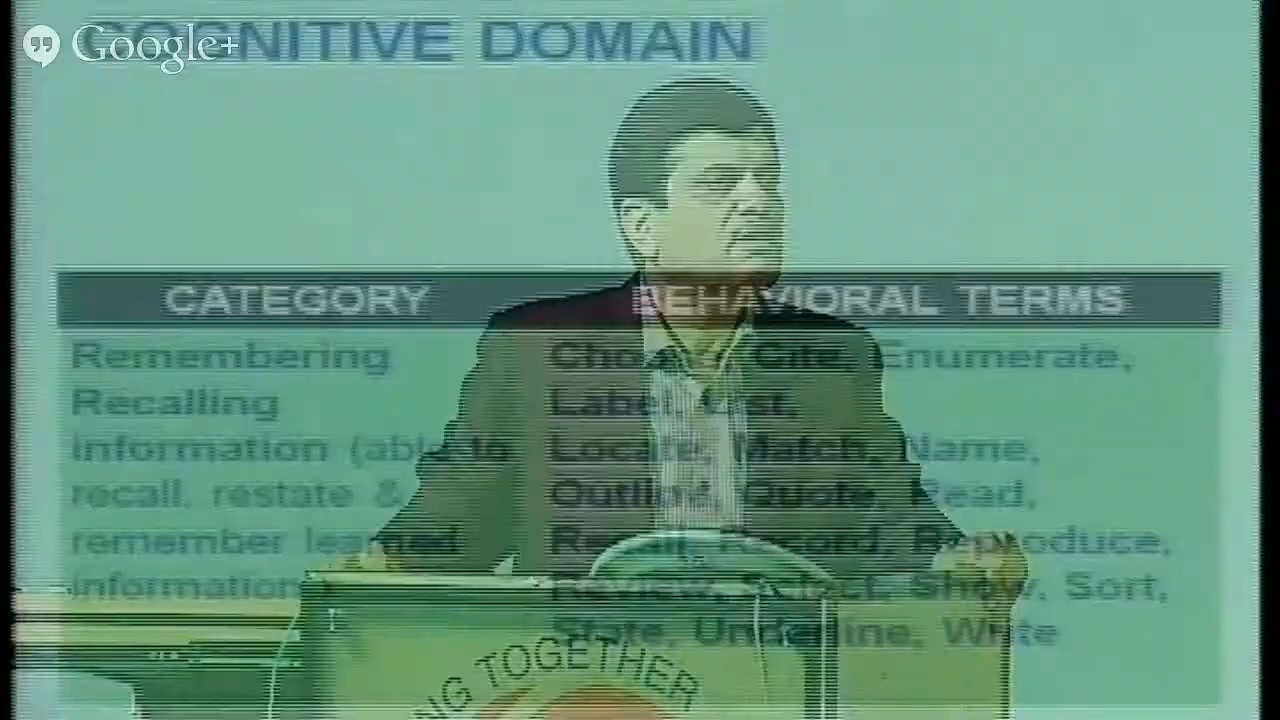 Google+
COGNITIVE DOMAIN
CATEGORY BEHAVIORAL TERMS
Remembering
Recalling
information (able to
recall, restate &
remember learned
information)
Choose, Cite, Enumerate,
Label, List,
Locate, Match, Name,
Outline, Quote, Read,
Recall, Record, Reproduce,
Review, Select, Show, Sort,
State, Underline, Write
NG TOGETHER